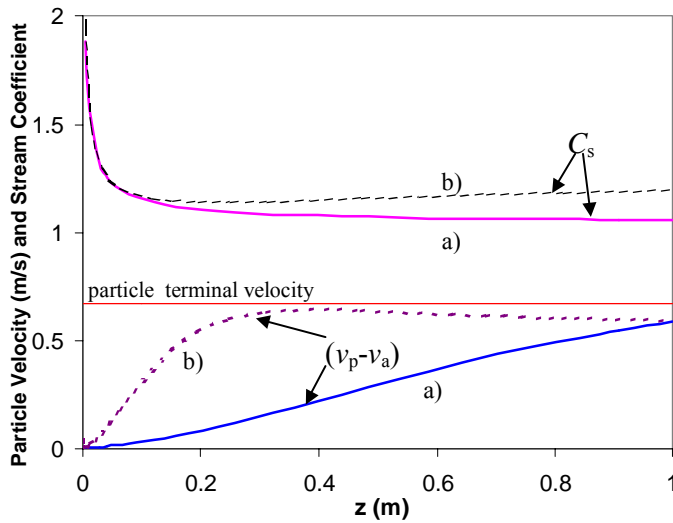 Particle Velocity (m/s) and Stream Coefficient
2
1.5
1
0.5
0
C_s
b)
a)
particle terminal velocity
b)
(v_p-v_a)
a)
0
0.2
0.4
0.6
0.8
1
z (m)